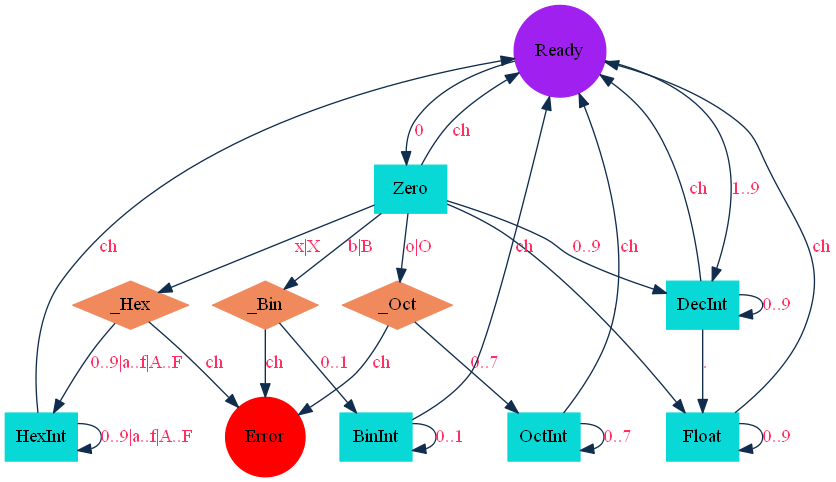 Ready
0
ch
ch
1..9
Zero
ch
x|X
b|B
o|O
ch
0..9
ch
ch
_Hex
_Bin
_Oct
DecInt
0..9
0..9|a..f|A..F
ch
ch
0..1
ch
0..7
.
HexInt
0..9|a..f|A..F
Error
BinInt
0..1
OctInt
0..7
Float
0..9